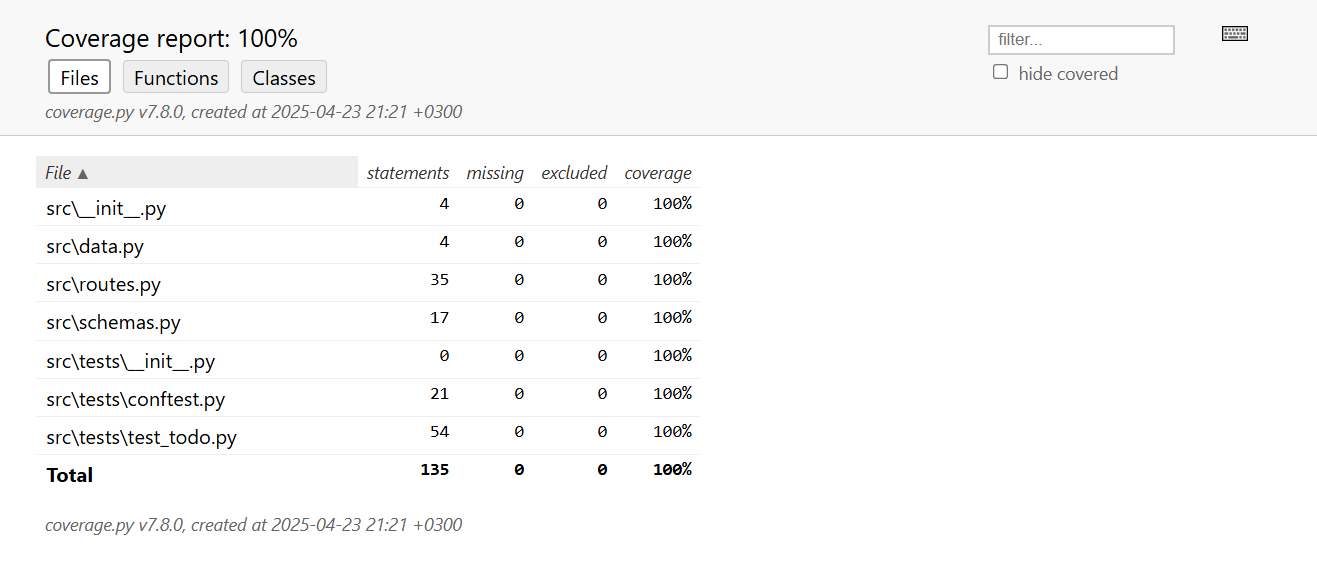 Coverage report: 100%
filter...
hide covered
Files Functions Classes
coverage.py v7.8.0, created at 2025-04-23 21:21 +0300
File ▲ statements missing excluded coverage
src\__init__.py 4 0 0 100%
src\data.py 4 0 0 100%
src\routes.py 35 0 0 100%
src\schemas.py 17 0 0 100%
src\tests\__init__.py 0 0 0 100%
src\tests\conftest.py 21 0 0 100%
src\tests\test_todo.py 54 0 0 100%
Total 135 0 0 100%
coverage.py v7.8.0, created at 2025-04-23 21:21 +0300